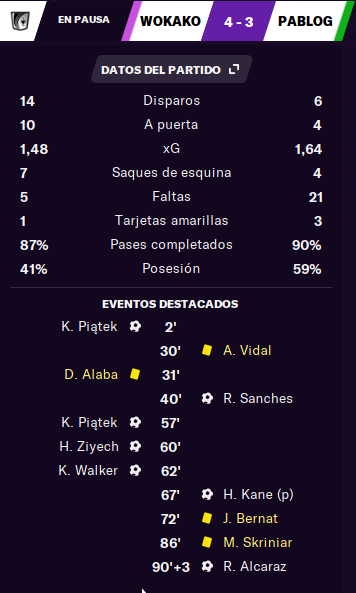 EN PAUSA WOKAKO 4 - 3 PABLOG
DATOS DEL PARTIDO
14 Disparos 6
10 A puerta 4
1,48 xG 1,64
7 Saques de esquina 4
5 Faltas 21
1 Tarjetas amarillas 3
87% Pases completados 90%
41% Posesión 59%
EVENTOS DESTACADOS
K. Piątek 2'
30' A. Vidal
D. Alaba 31'
40' R. Sanches
K. Piątek 57'
H. Ziyech 60'
K. Walker 62'
67' H. Kane (p)
72' J. Bernat
86' M. Skriniar
90'+3 R. Alcaraz